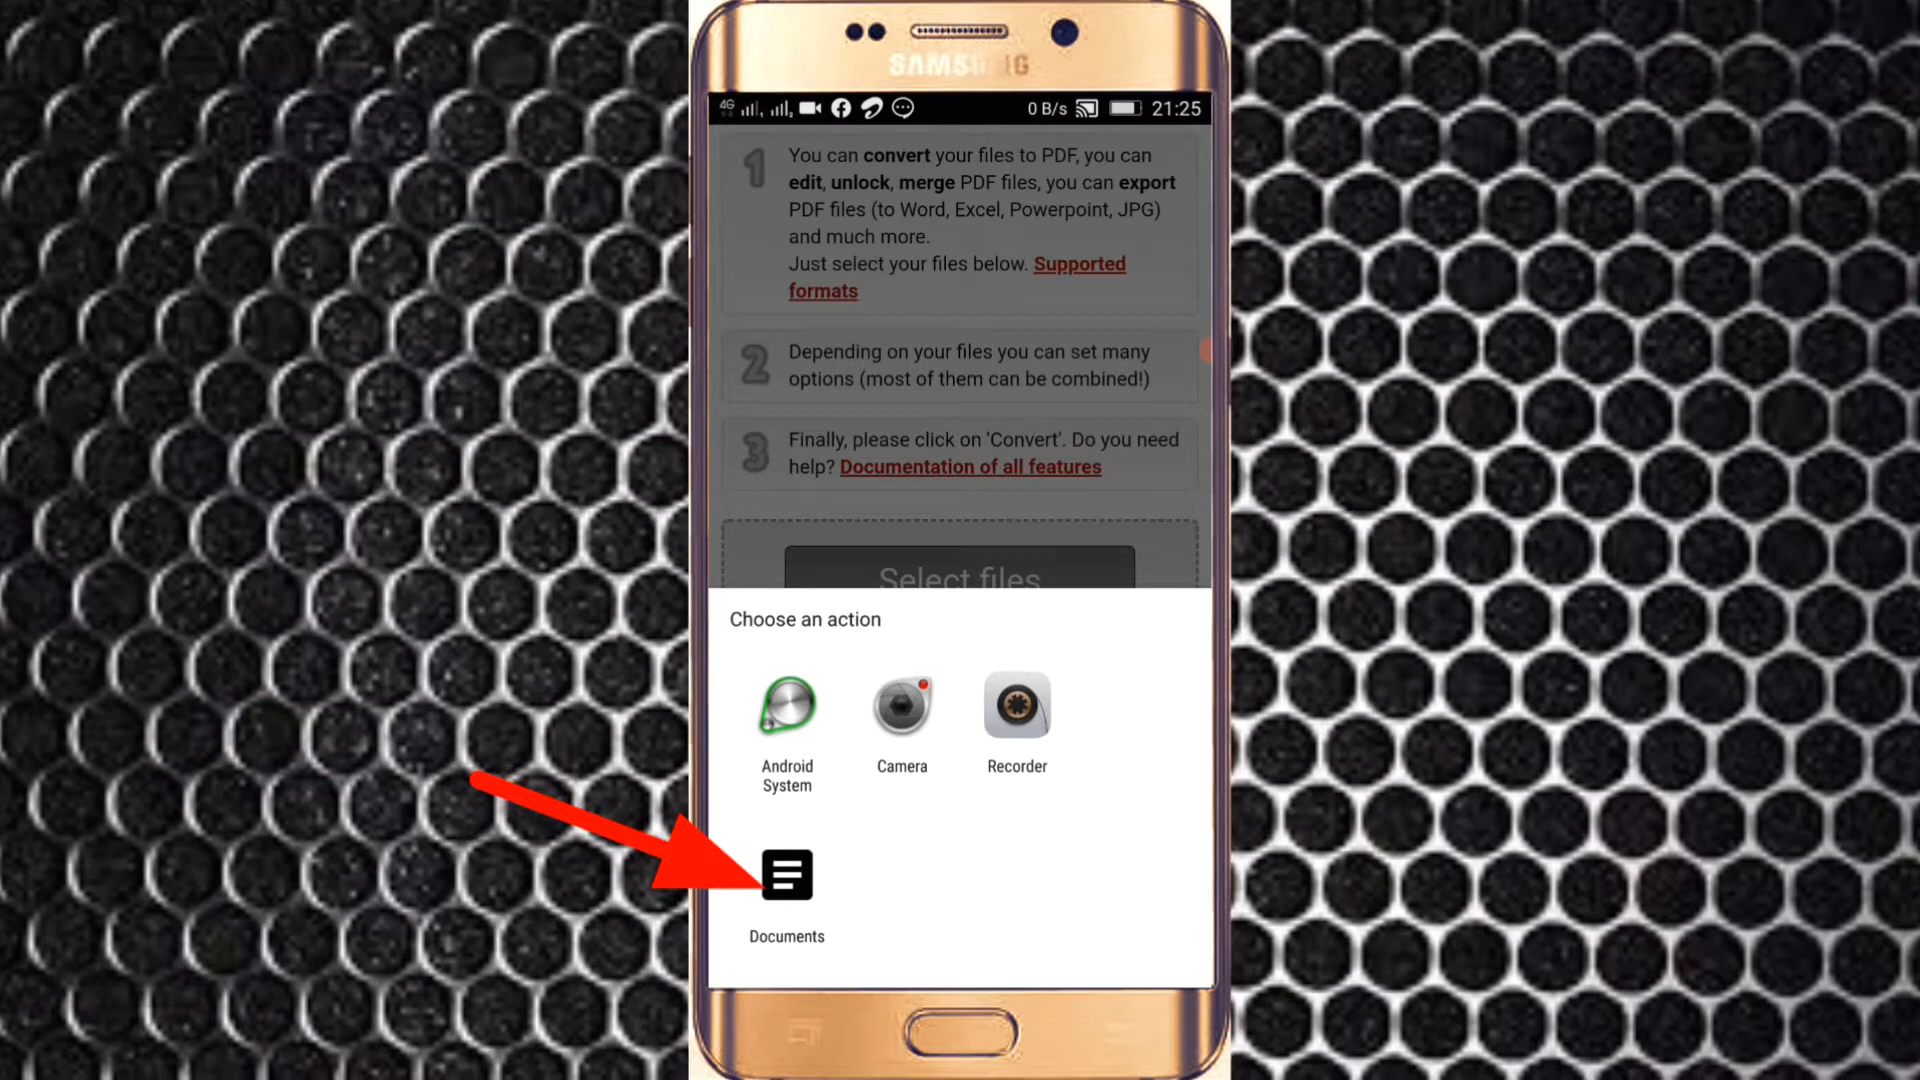 SAMSUNG
4G 0 B/s 21:25
1 You can convert your files to PDF, you can
edit, unlock, merge PDF files, you can export
PDF files (to Word, Excel, Powerpoint, JPG)
and much more.
Just select your files below. Supported
formats
2 Depending on your files you can set many
options (most of them can be combined!)
3 Finally, please click on 'Convert'. Do you need
help? Documentation of all features
Select files
Choose an action
Android
System
Camera
Recorder
Documents